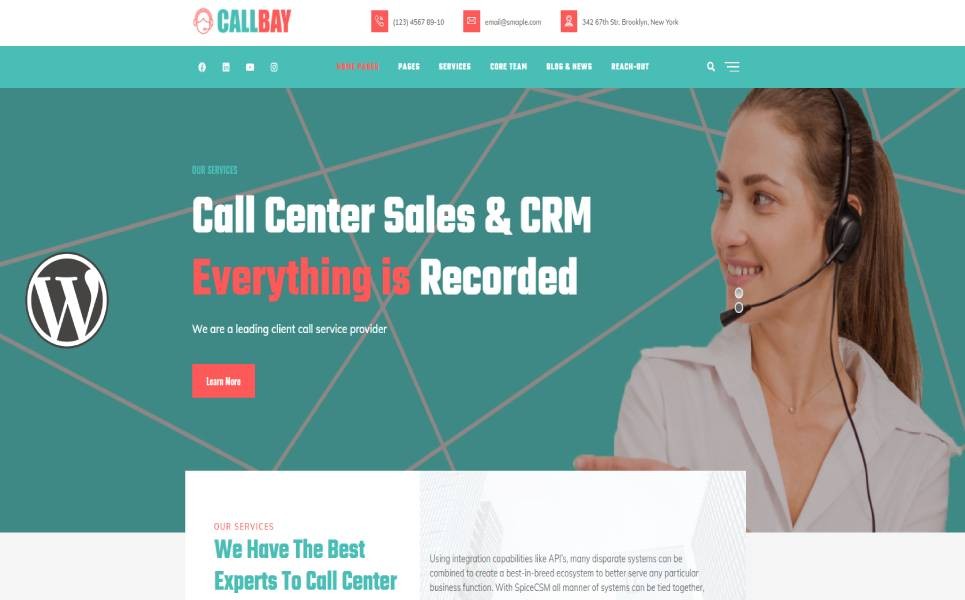 CALLBAY
(123) 4567 89-10
email@smaple.com
342 67th Str. Brooklyn, New York
HOME PAGES PAGES SERVICES CORE TEAM BLOG & NEWS REACH-OUT
OUR SERVICES
Call Center Sales & CRM
Everything is Recorded
We are a leading client call service provider
Learn More
W
OUR SERVICES
We Have The Best
Experts To Call Center
Using integration capabilities like API's, many disparate systems can be
combined to create a best-in-breed ecosystem to better serve any particular
business function. With SpiceCSM all manner of systems can be tied together,